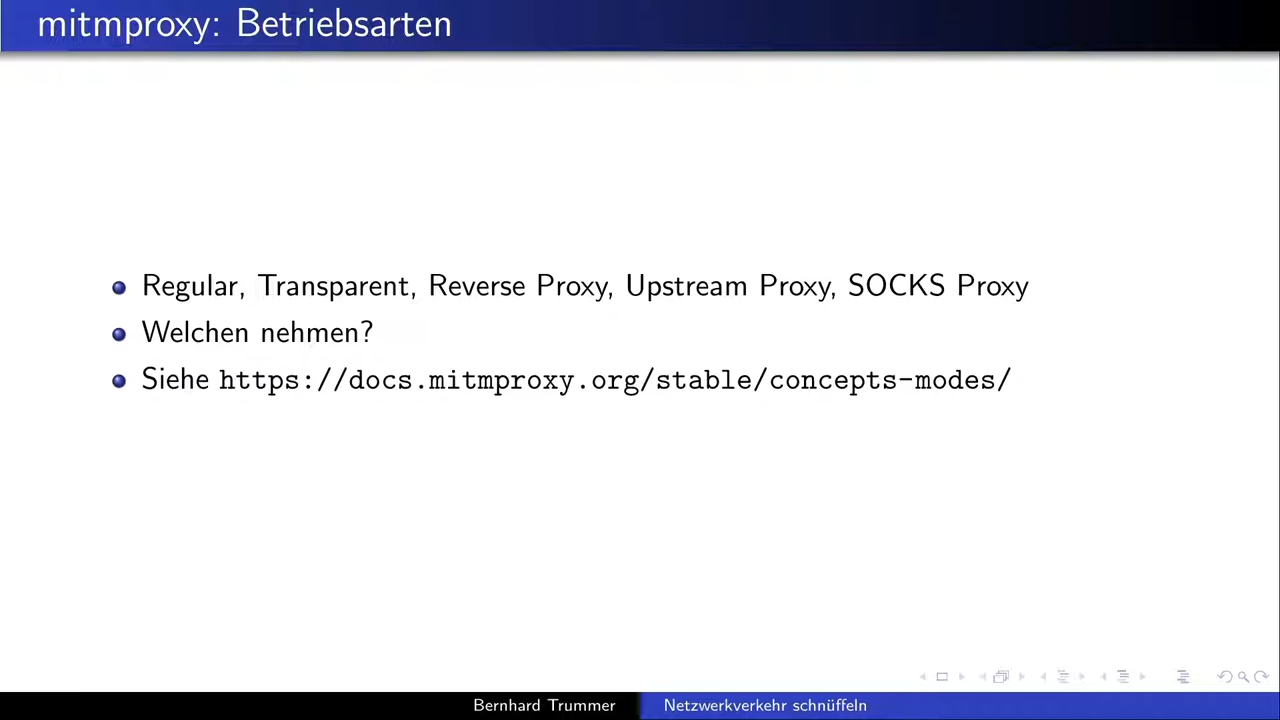 mitmproxy: Betriebsarten
Regular, Transparent, Reverse Proxy, Upstream Proxy, SOCKS Proxy
Welchen nehmen?
Siehe https://docs.mitmproxy.org/stable/concepts-modes/
Bernhard Trummer
Netzwerkverkehr schnüffeln